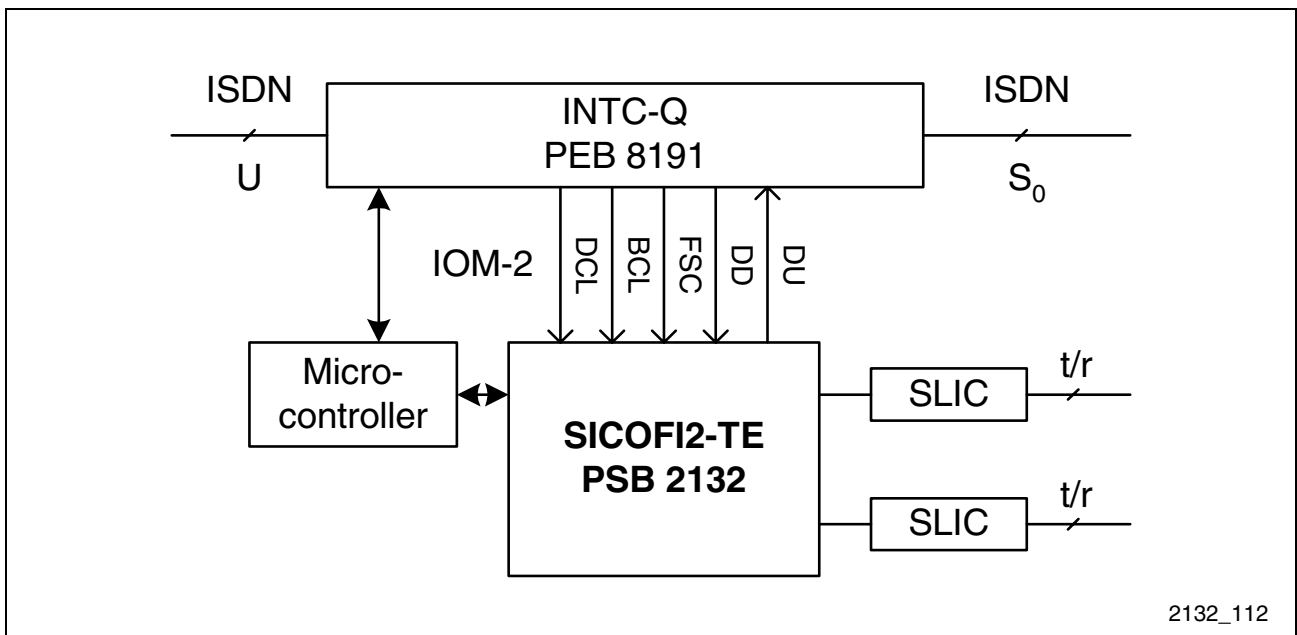 ISDN
INTC-Q
PEB 8191
ISDN
U
S₀
IOM-2
DCL
BCL
FSC
DD
DU
Micro-
controller
SICOFI2-TE
PSB 2132
SLIC
t/r
SLIC
t/r
2132_112